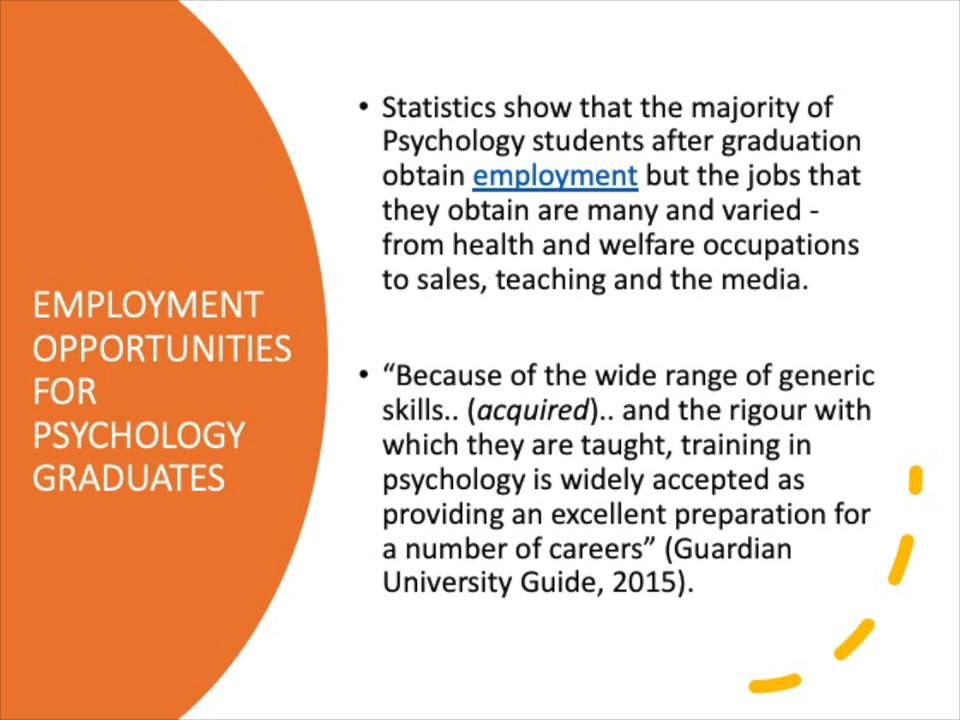 EMPLOYMENT
OPPORTUNITIES
FOR
PSYCHOLOGY
GRADUATES
• Statistics show that the majority of
Psychology students after graduation
obtain employment but the jobs that
they obtain are many and varied -
from health and welfare occupations
to sales, teaching and the media.
• “Because of the wide range of generic
skills.. (acquired).. and the rigour with
which they are taught, training in
psychology is widely accepted as
providing an excellent preparation for
a number of careers” (Guardian
University Guide, 2015).